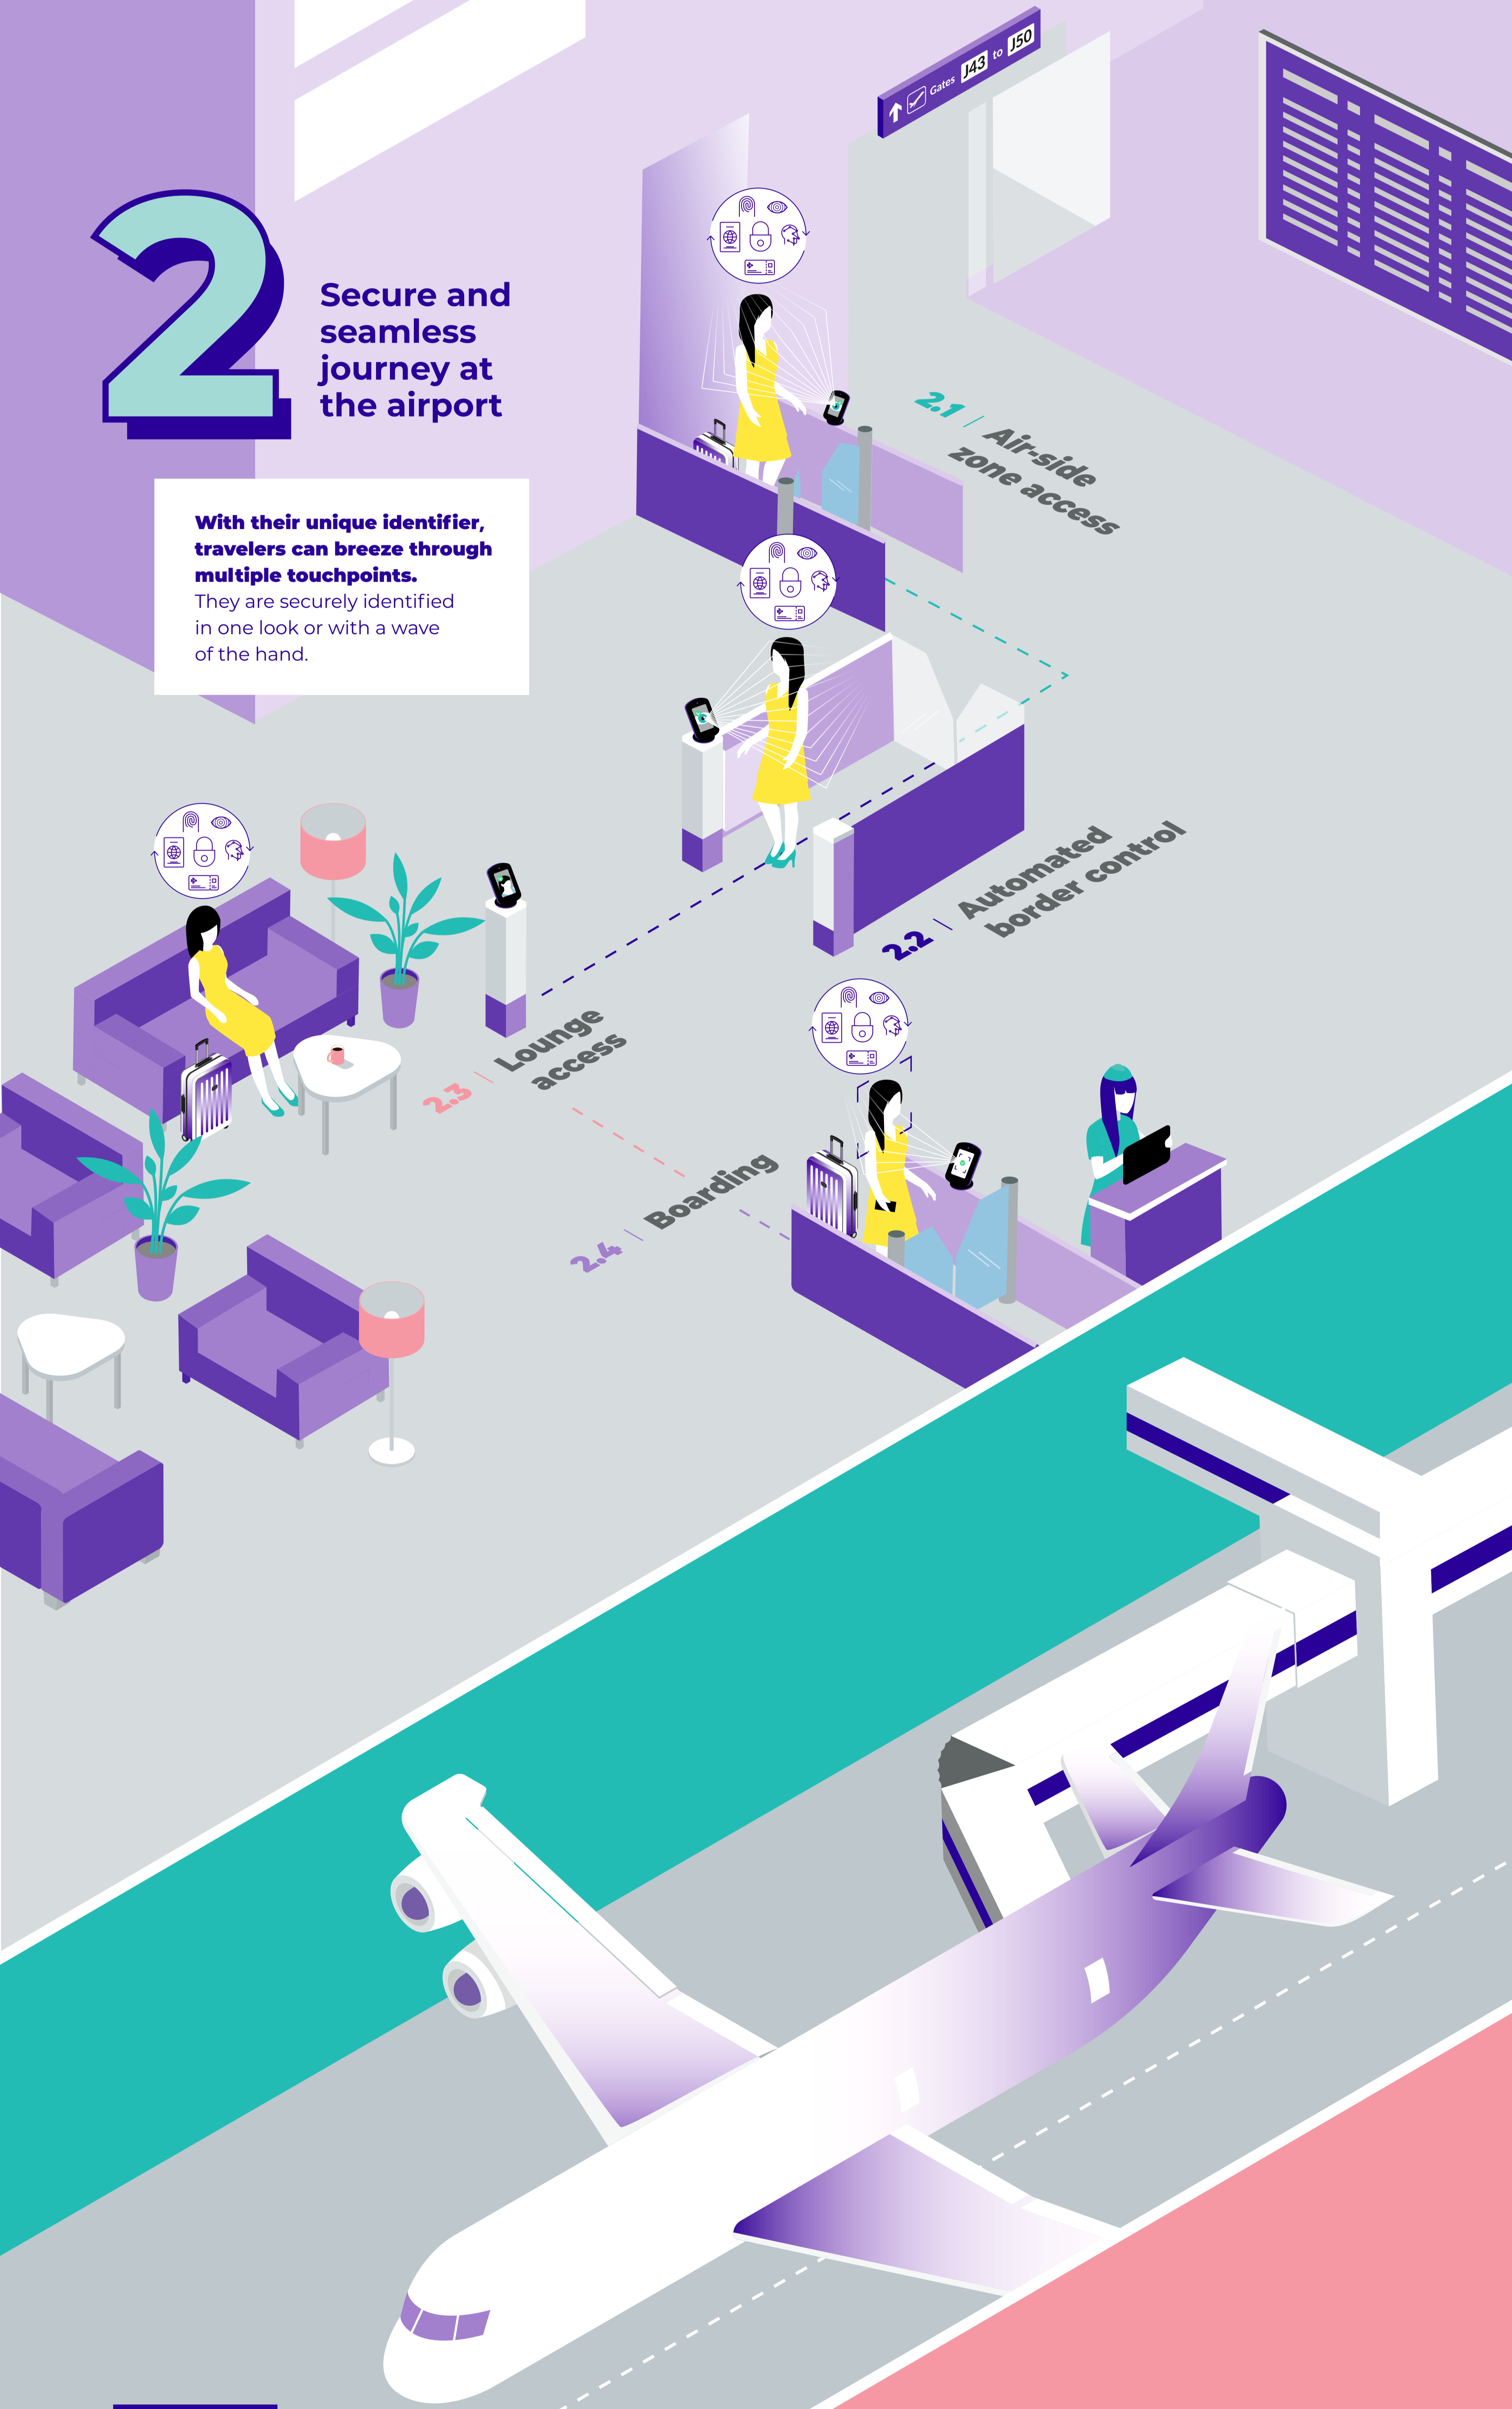 Gates J43 to J50
2
Secure and
seamless
journey at
the airport
With their unique identifier,
travelers can breeze through
multiple touchpoints.
They are securely identified
in one look or with a wave
of the hand.
2.1 | Air-side
zone access
2.2 | Automated
border control
2.3 | Lounge
access
2.4 | Boarding